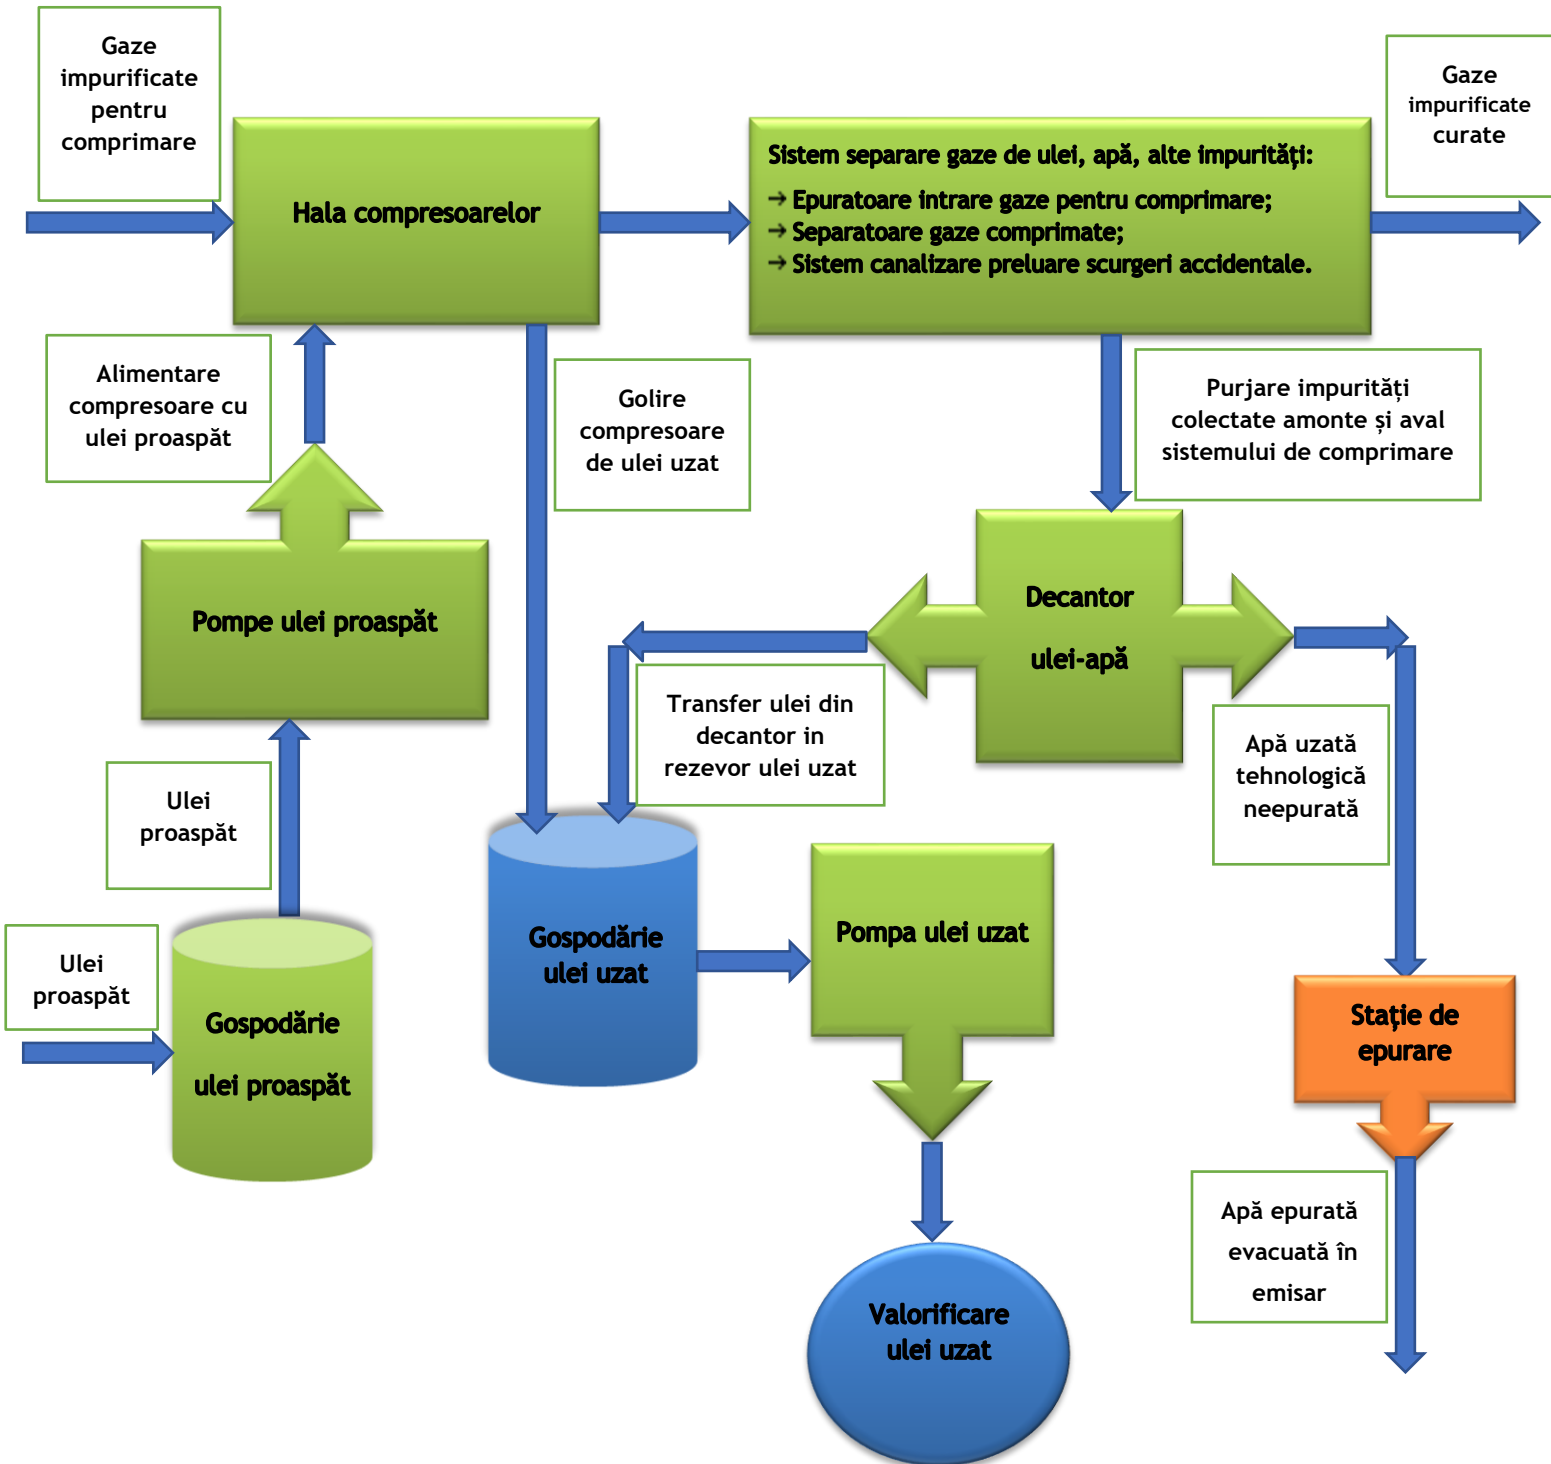 Gaze
impurificate
pentru
comprimare
Gaze
impurificate
curate
Hala compresoarelor
Sistem separare gaze de ulei, apă, alte impurități:
→ Epuratoare intrare gaze pentru comprimare;
→ Separatoare gaze comprimate;
→ Sistem canalizare preluare scurgeri accidentale.
Alimentare
compresoare cu
ulei proaspăt
Golire
compresoare
de ulei uzat
Purjare impurități
colectate amonte și aval
sistemului de comprimare
Pompe ulei proaspăt
Decantor
ulei-apă
Transfer ulei din
decantor in
rezevor ulei uzat
Apă uzată
tehnologică
neepurată
Ulei
proaspăt
Ulei
proaspăt
Gospodărie
ulei proaspăt
Gospodărie
ulei uzat
Pompa ulei uzat
Stație de
epurare
Apă epurată
evacuată în
emisar
Valorificare
ulei uzat